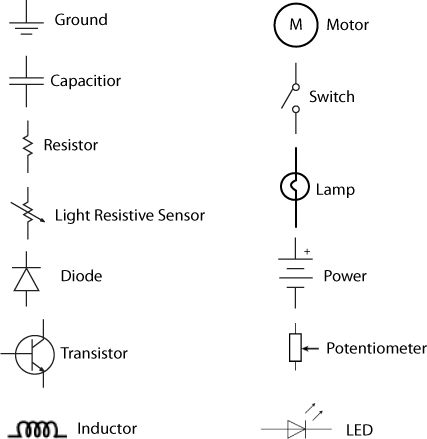 Ground
Capacitior
Resistor
Light Resistive Sensor
Diode
Transistor
Inductor
M
Motor
Switch
Lamp
+
Power
Potentiometer
LED